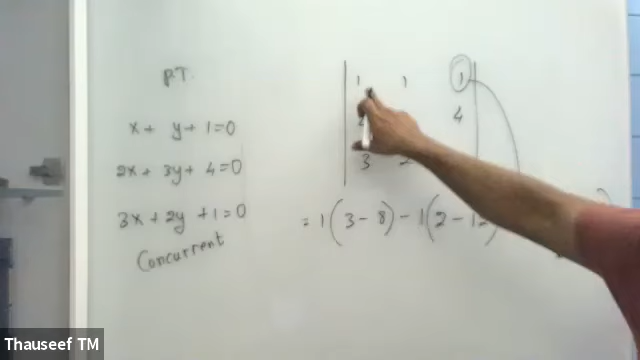 P.T.
x + y + 1 = 0
2x + 3y + 4 = 0
3x + 2y + 1 = 0
Concurrent
1 1 1
4
3 2
= 1(3 - 8) - 1(2 - 12)
Thauseef TM